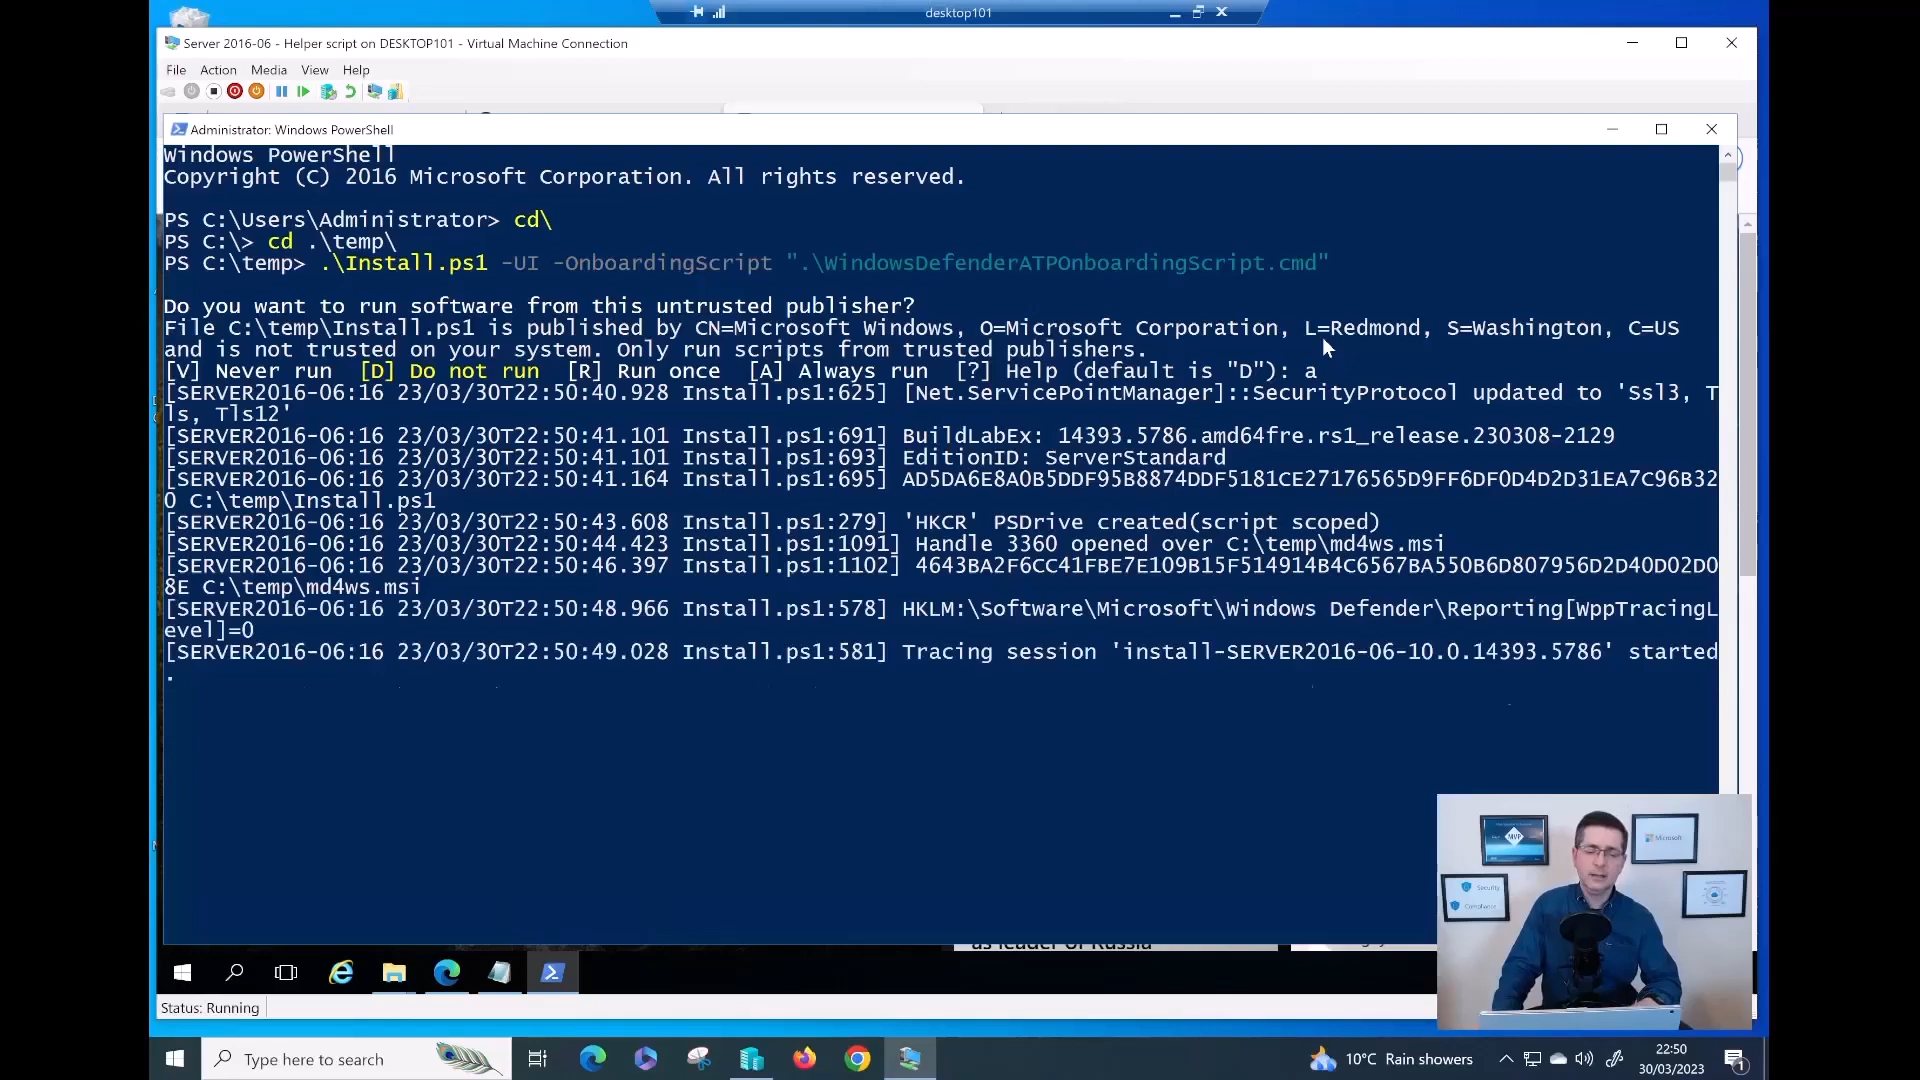 desktop101
Server 2016-06 - Helper script on DESKTOP101 - Virtual Machine Connection
File Action Media View Help
Administrator: Windows PowerShell
Windows PowerShell
Copyright (C) 2016 Microsoft Corporation. All rights reserved.
PS C:\Users\Administrator> cd\
PS C:\> cd .\temp\
PS C:\temp> .\Install.ps1 -UI -OnboardingScript ".\WindowsDefenderATPOnboardingScript.cmd"
Do you want to run software from this untrusted publisher?
File C:\temp\Install.ps1 is published by CN=Microsoft Windows, O=Microsoft Corporation, L=Redmond, S=Washington, C=US
and is not trusted on your system. Only run scripts from trusted publishers.
[V] Never run  [D] Do not run  [R] Run once  [A] Always run  [?] Help (default is "D"): a
[SERVER2016-06:16 23/03/30T22:50:40.928 Install.ps1:625] [Net.ServicePointManager]::SecurityProtocol updated to 'Ssl3, T
ls, Tls12'
[SERVER2016-06:16 23/03/30T22:50:41.101 Install.ps1:691] BuildLabEx: 14393.5786.amd64fre.rs1_release.230308-2129
[SERVER2016-06:16 23/03/30T22:50:41.101 Install.ps1:693] EditionID: ServerStandard
[SERVER2016-06:16 23/03/30T22:50:41.164 Install.ps1:695] AD5DA6E8A0B5DDF95B8874DDF5181CE27176565D9FF6DF0D4D2D31EA7C96B32
0 C:\temp\Install.ps1
[SERVER2016-06:16 23/03/30T22:50:43.608 Install.ps1:279] 'HKCR' PSDrive created(script scoped)
[SERVER2016-06:16 23/03/30T22:50:44.423 Install.ps1:1091] Handle 3360 opened over C:\temp\md4ws.msi
[SERVER2016-06:16 23/03/30T22:50:46.397 Install.ps1:1102] 4643BA2F6CC41FBE7E109B15F514914B4C6567BA550B6D807956D2D40D02D0
8E C:\temp\md4ws.msi
[SERVER2016-06:16 23/03/30T22:50:48.966 Install.ps1:578] HKLM:\Software\Microsoft\Windows Defender\Reporting[WppTracingL
evel]=0
[SERVER2016-06:16 23/03/30T22:50:49.028 Install.ps1:581] Tracing session 'install-SERVER2016-06-10.0.14393.5786' started
.
as leader of Russia
MVP
Microsoft
Security
Compliance
Status: Running
Type here to search
10°C Rain showers
22:50
30/03/2023
1